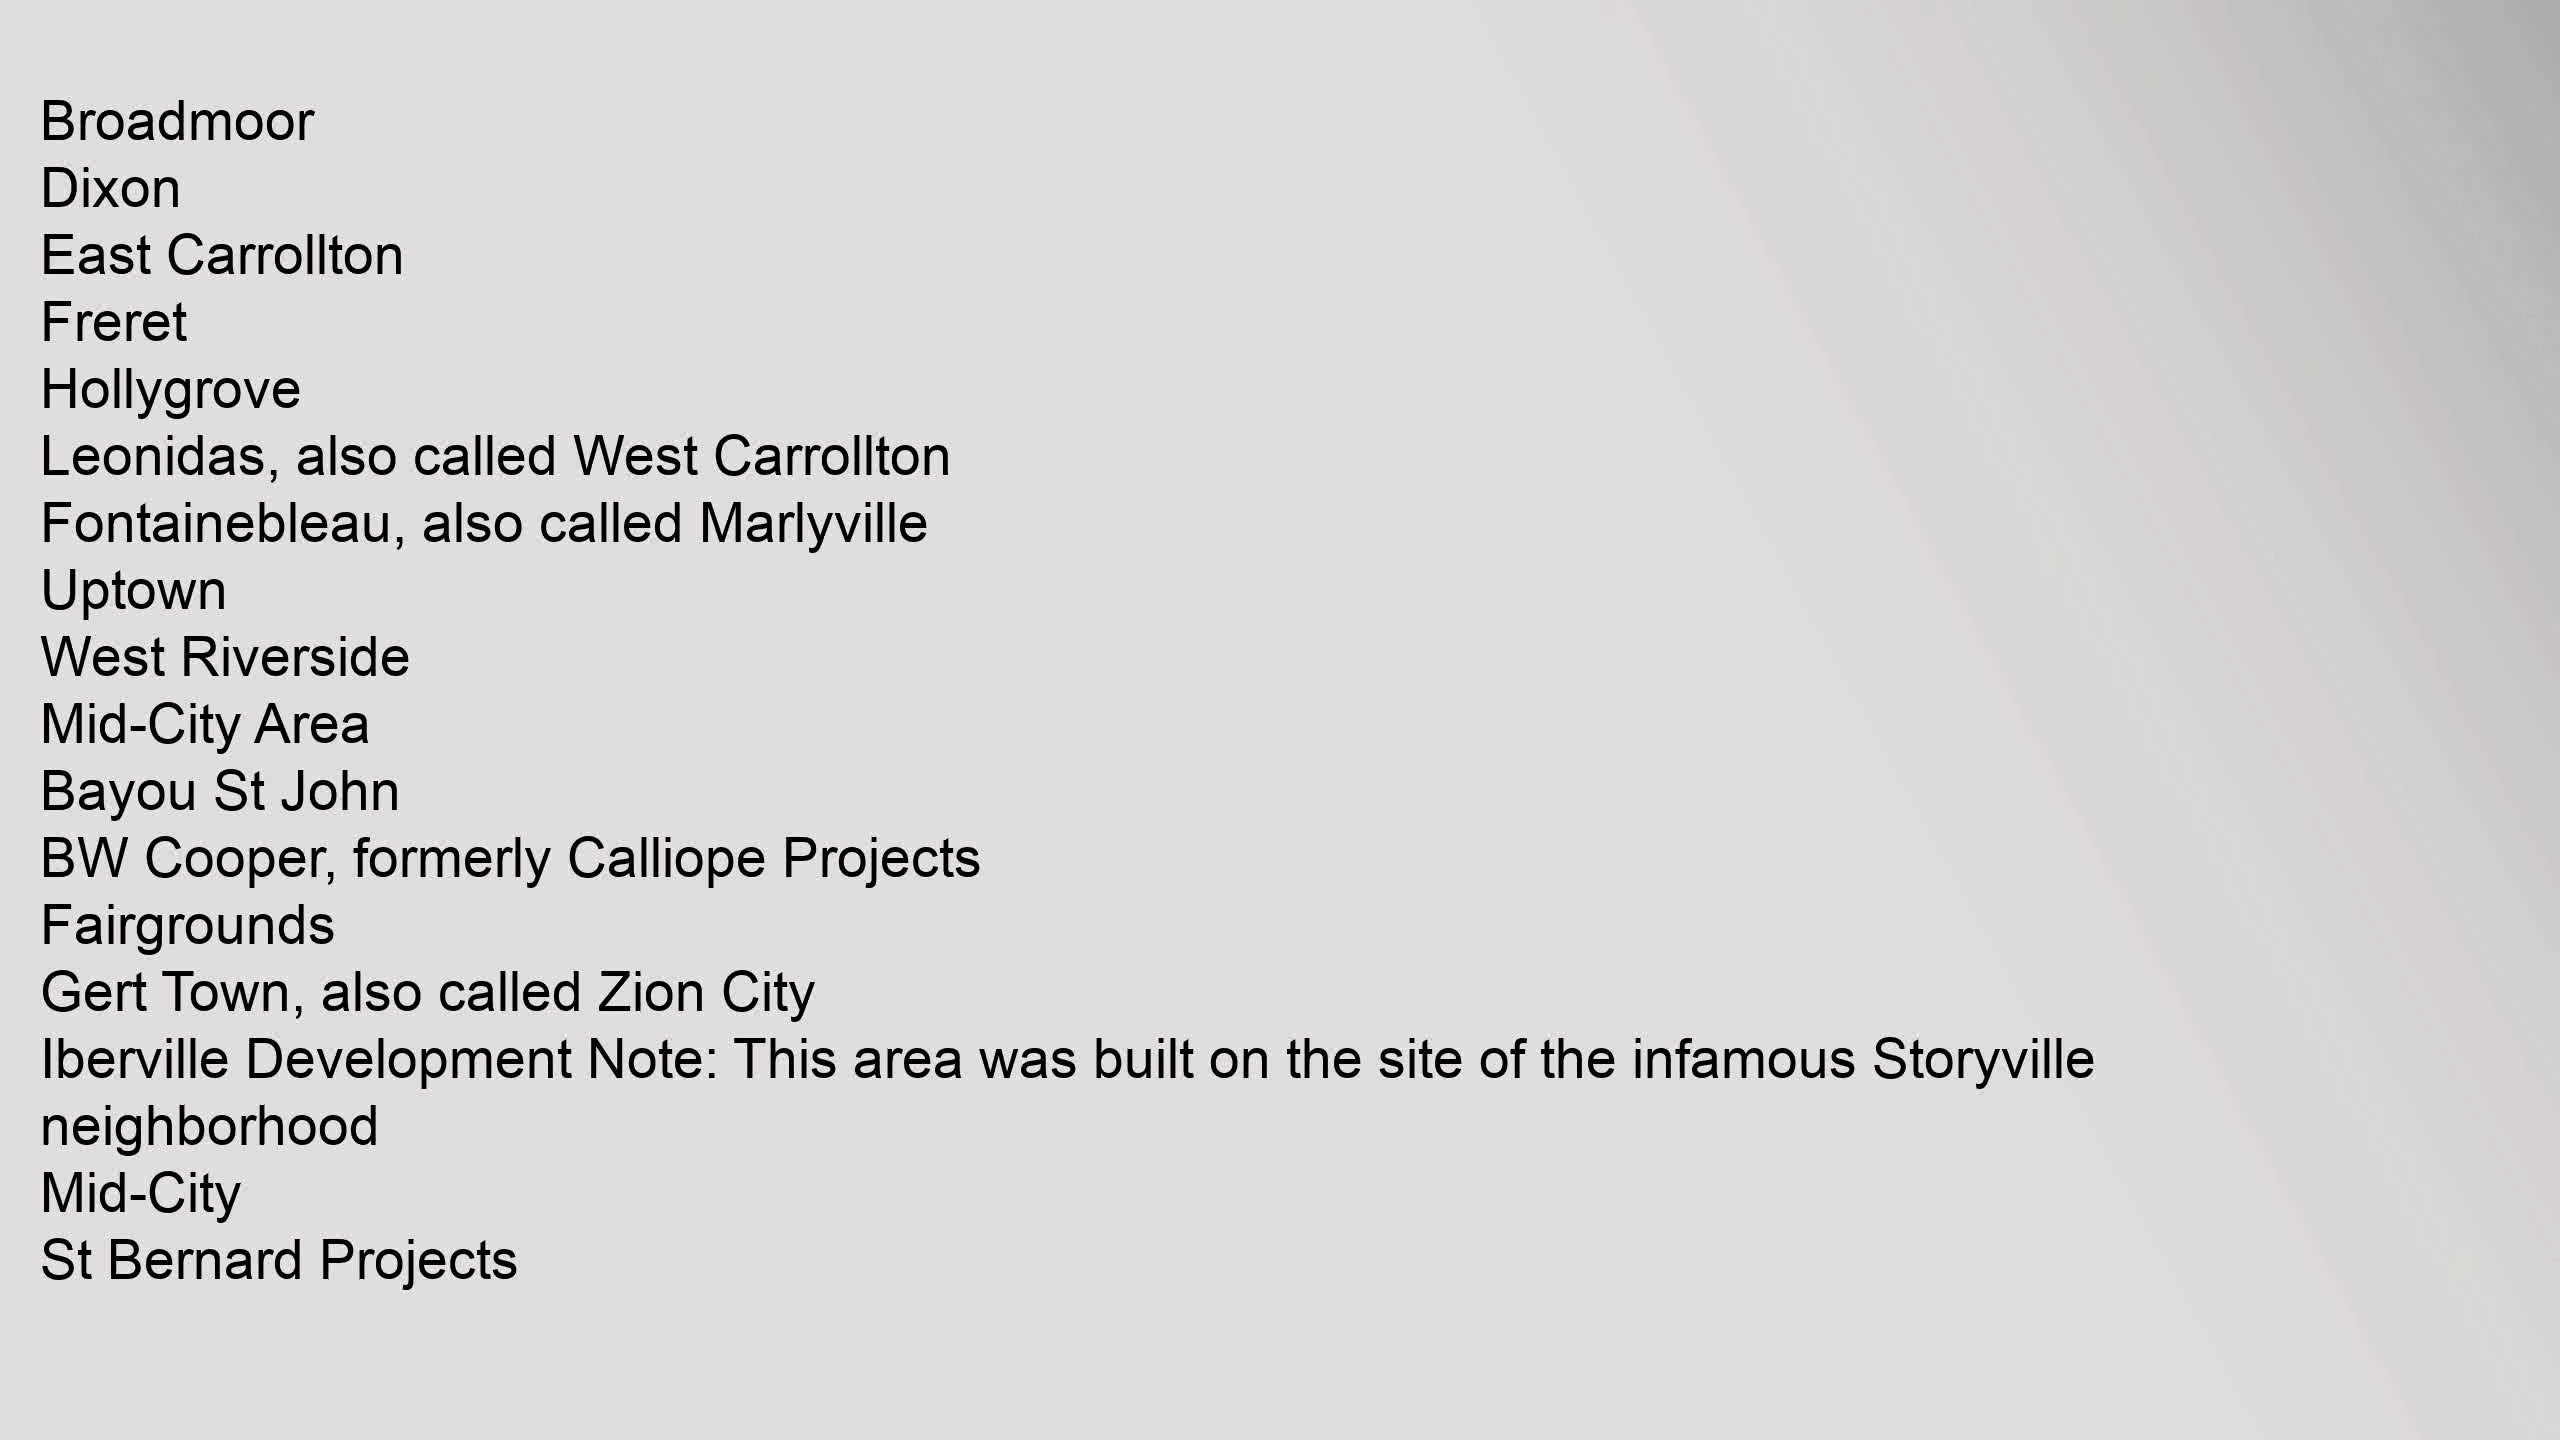 Broadmoor
Dixon
East Carrollton
Freret
Hollygrove
Leonidas, also called West Carrollton
Fontainebleau, also called Marlyville
Uptown
West Riverside
Mid-City Area
Bayou St John
BW Cooper, formerly Calliope Projects
Fairgrounds
Gert Town, also called Zion City
Iberville Development Note: This area was built on the site of the infamous Storyville
neighborhood
Mid-City
St Bernard Projects